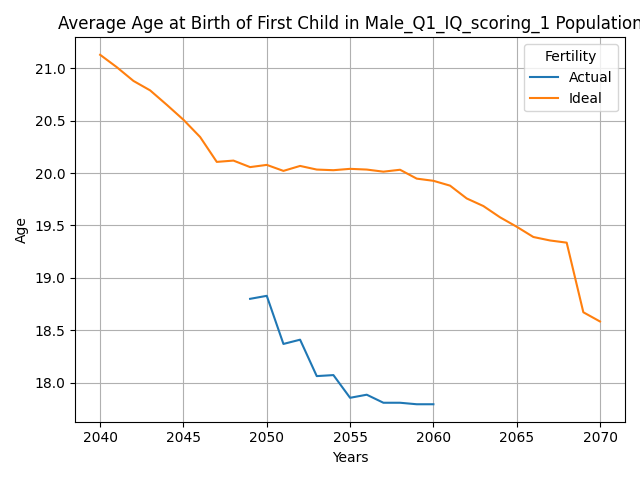 Average Age at Birth of First Child in Male_Q1_IQ_scoring_1 Population
Fertility
Actual
Ideal
21.0
20.5
20.0
19.5
19.0
18.5
18.0
Age
2040 2045 2050 2055 2060 2065 2070
Years